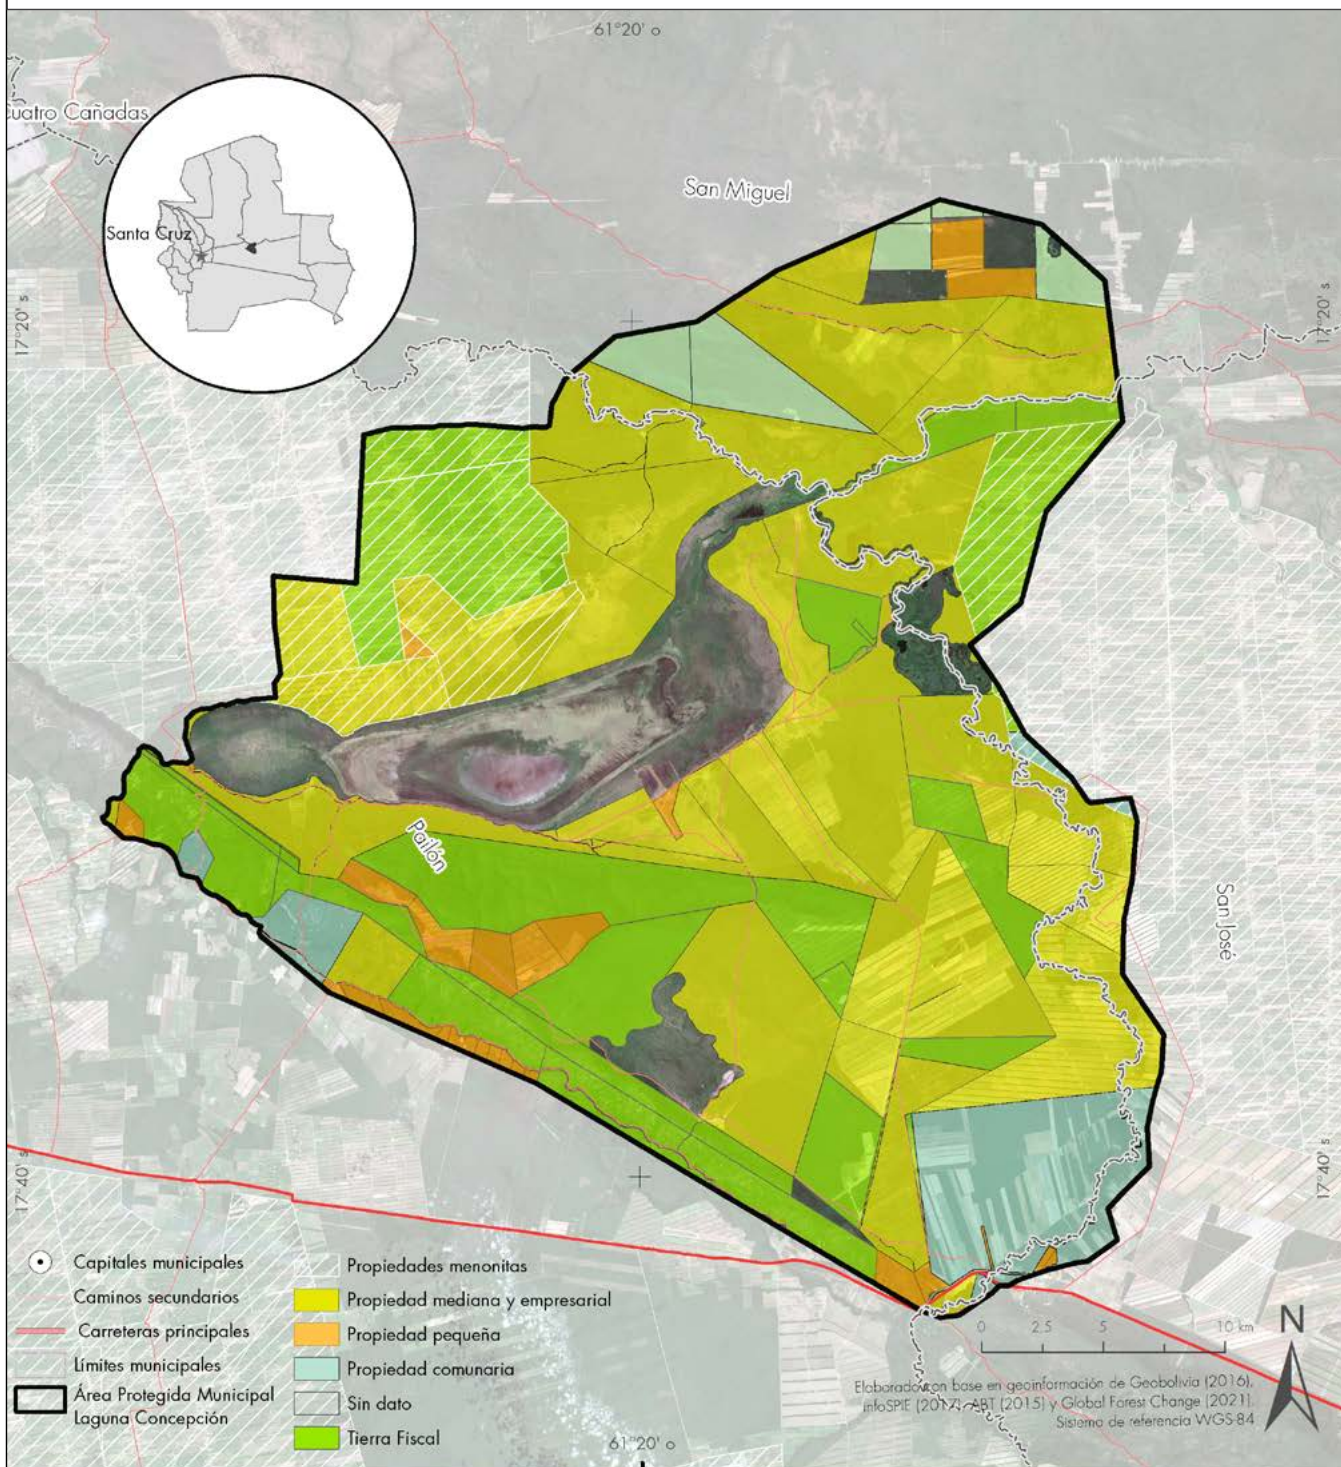 61°20' o
Cuatro Cañadas
San Miguel
Santa Cruz
17°20' s
17°20' s
Pailón
San José
17°40' s
17°40' s
Capitales municipales
Caminos secundarios
Carreteras principales
Límites municipales
Área Protegida Municipal
Laguna Concepción
Propiedades menonitas
Propiedad mediana y empresarial
Propiedad pequeña
Propiedad comunaria
Sin dato
Tierra Fiscal
N
0 2,5 5 10 km
Elaborado con base en geoinformación de Geobolivia (2016),
infoSPIE (2017), ABT (2015) y Global Forest Change (2021)
Sistema de referencia WGS-84
61°20' o